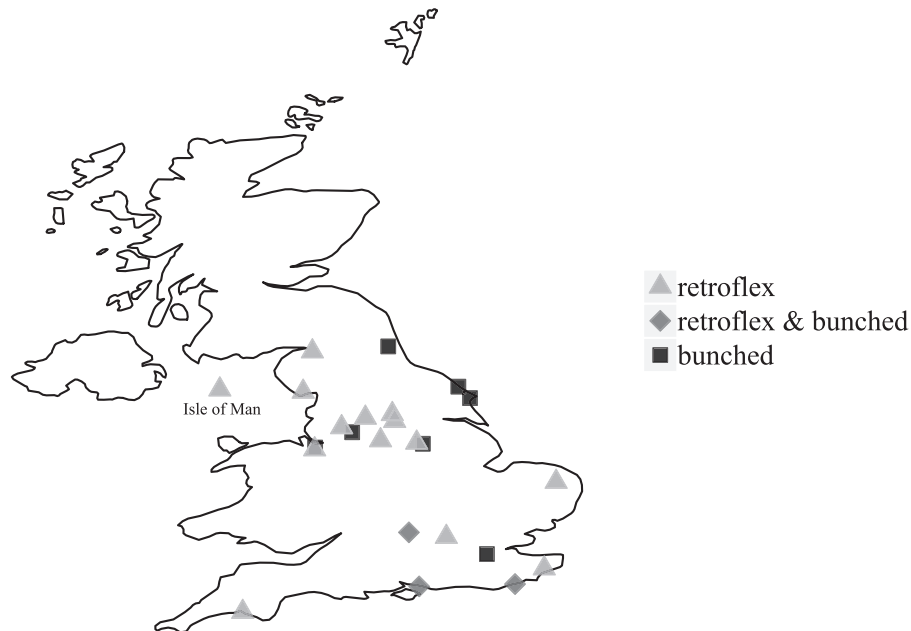 retroflex
retroflex & bunched
bunched
Isle of Man